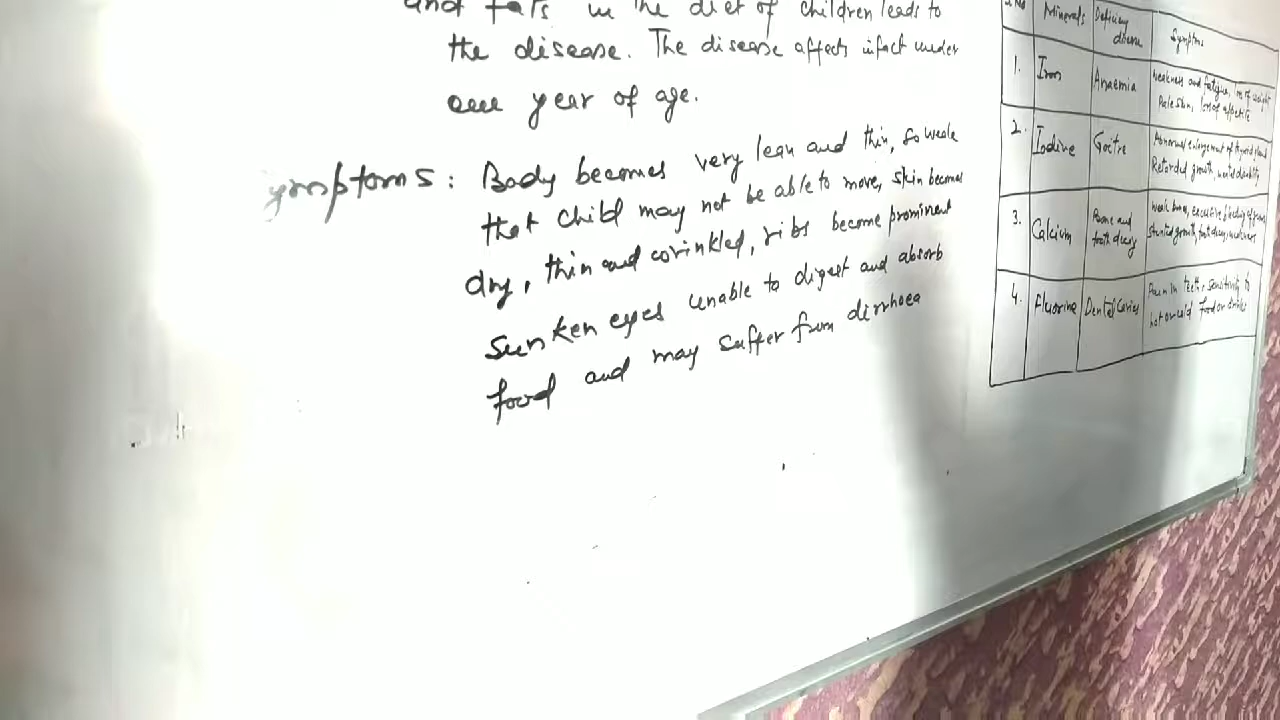 and fats in the diet of children leads to
the disease. The disease affects infact under
one year of age.
ymptoms: Body becomes very lean and thin, so weak
that child may not be able to move, skin becomes
dry, thin and wrinkled, ribs become prominent
sunken eyes unable to digest and absorb
food and may suffer from dirrhoea
S.No Minerals Deficiency disease Symptoms
1. Iron Anaemia weakness and fatigue, loss of weight
Pale skin, loss of appetite
2. Iodine Goitre Abnormal enlargement of thyroid gland
Retarded growth, mental disability
3. Calcium Bone and tooth decay weak bones, excessive bleeding
stunted growth, tooth decay
4. Fluorine Dental Caries Pain in teeth, sensitivity to
hot or cold food or drinks